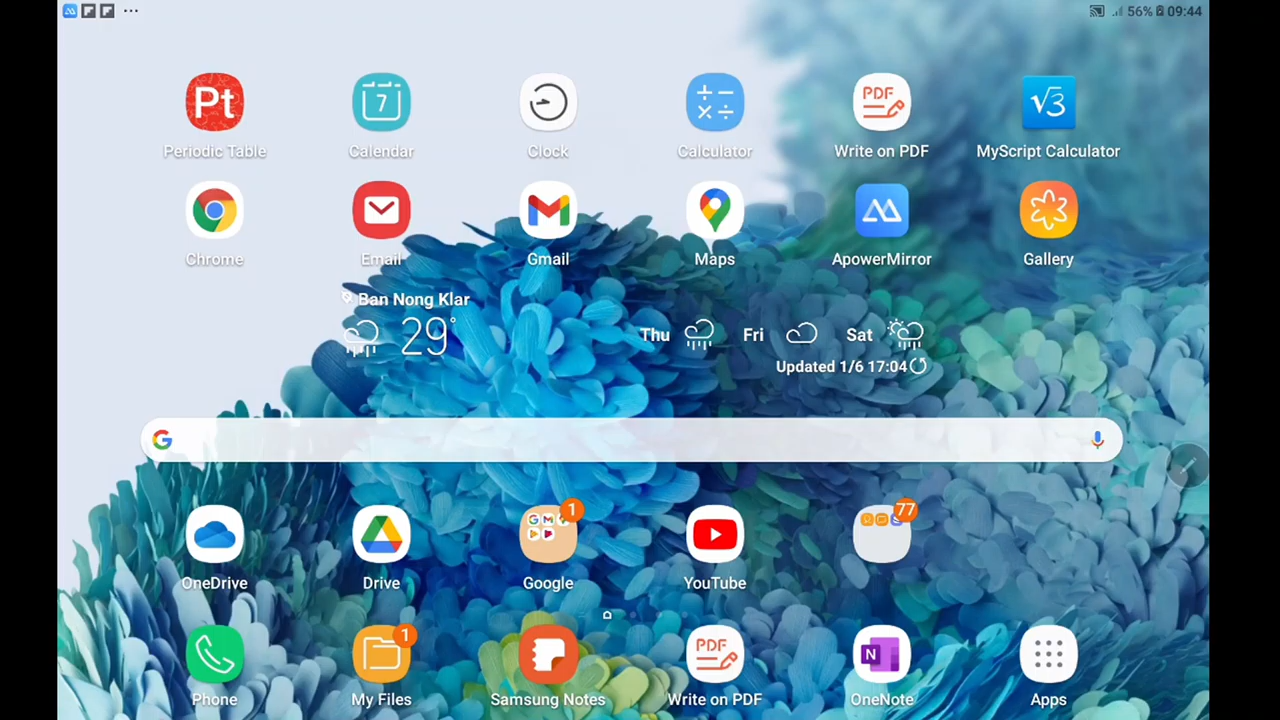 56% 09:44
Pt 7 PDF √3
Periodic Table Calendar Clock Calculator Write on PDF MyScript Calculator
Chrome Email Gmail Maps ApowerMirror Gallery
Ban Nong Klar
29° Thu Fri Sat
Updated 1/6 17:04
1 77
OneDrive Drive Google YouTube
1 PDF N
Phone My Files Samsung Notes Write on PDF OneNote Apps